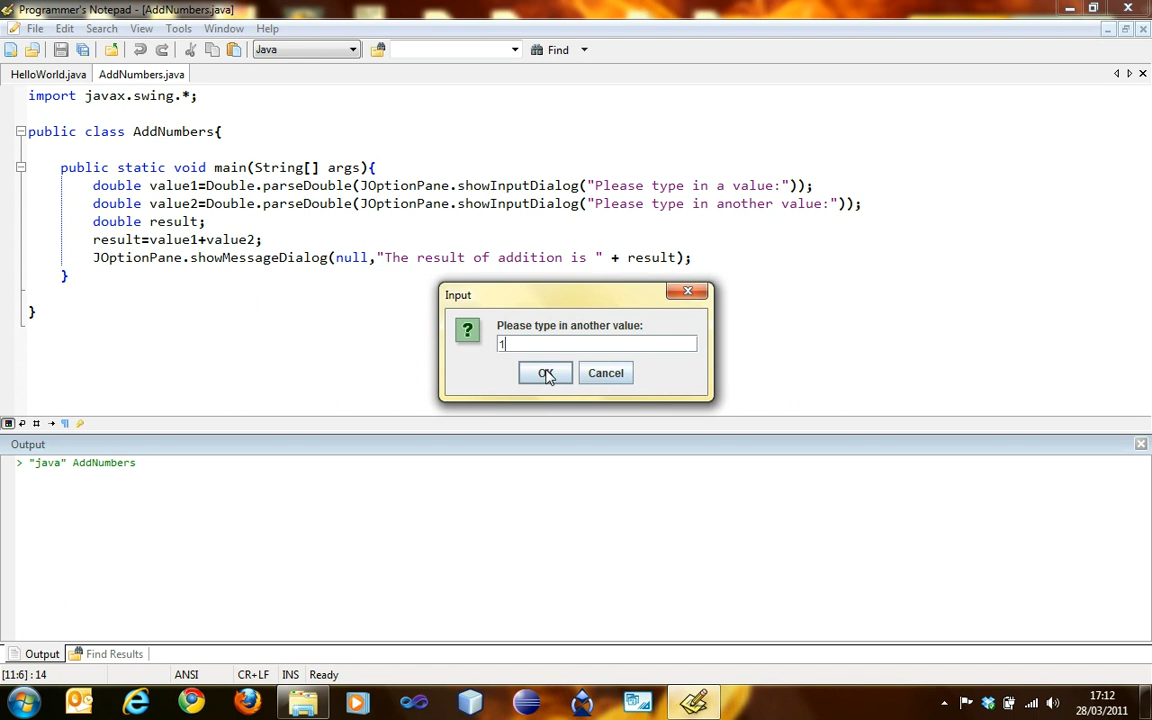 Programmer's Notepad - [AddNumbers.java]
File Edit Search View Tools Window Help
Java
Find
HelloWorld.java AddNumbers.java
import javax.swing.*;
public class AddNumbers{
public static void main(String[] args){
double value1=Double.parseDouble(JOptionPane.showInputDialog("Please type in a value:"));
double value2=Double.parseDouble(JOptionPane.showInputDialog("Please type in another value:"));
double result;
result=value1+value2;
JOptionPane.showMessageDialog(null,"The result of addition is " + result);
}
}
Input
Please type in another value:
1
OK Cancel
Output
> "java" AddNumbers
Output Find Results
[11:6] : 14 ANSI CR+LF INS Ready
17:12
28/03/2011